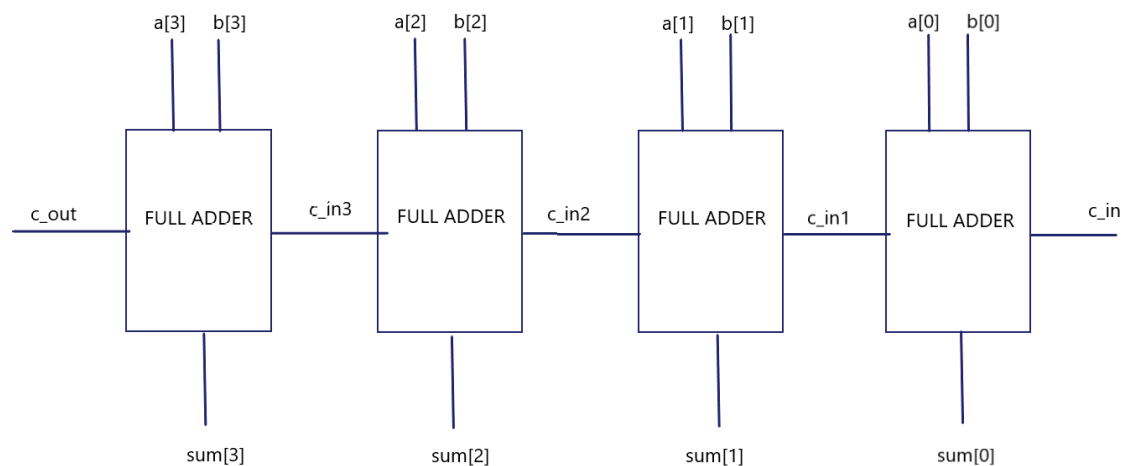 a[3] b[3] a[2] b[2] a[1] b[1] a[0] b[0]
c_out FULL ADDER c_in3 FULL ADDER c_in2 FULL ADDER c_in1 FULL ADDER c_in
sum[3] sum[2] sum[1] sum[0]